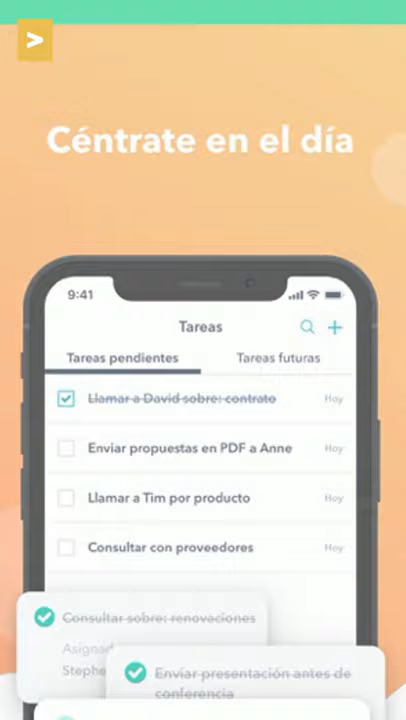 >
Céntrate en el día
9:41
Tareas
Tareas pendientes Tareas futuras
Llamar a David sobre: contrato Hoy
Enviar propuestas en PDF a Anne Hoy
Llamar a Tim por producto Hoy
Consultar con proveedores Hoy
Consultar sobre: renovaciones
Enviar presentación antes de
conferencia